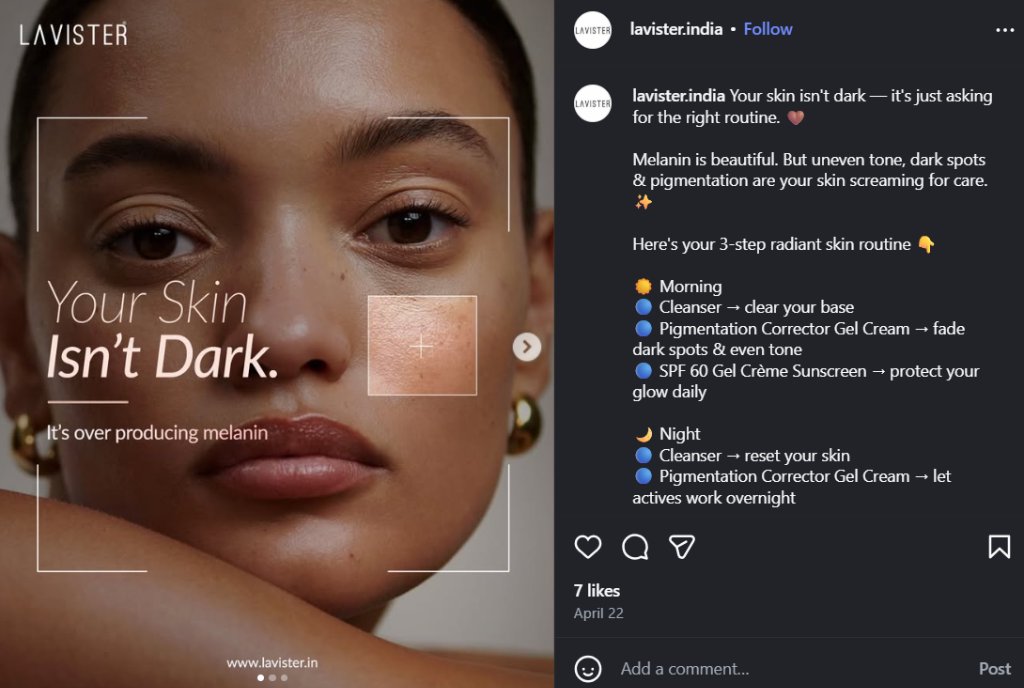 LAVISTER
Your Skin
Isn't Dark.
It's over producing melanin
www.lavister.in
LAVISTER
lavister.india • Follow
LAVISTER
lavister.india Your skin isn't dark — it's just asking
for the right routine. 🤎
Melanin is beautiful. But uneven tone, dark spots
& pigmentation are your skin screaming for care.
✨
Here's your 3-step radiant skin routine 👇
🌞 Morning
🔵 Cleanser → clear your base
🔵 Pigmentation Corrector Gel Cream → fade
dark spots & even tone
🔵 SPF 60 Gel Crème Sunscreen → protect your
glow daily
🌙 Night
🔵 Cleanser → reset your skin
🔵 Pigmentation Corrector Gel Cream → let
actives work overnight
7 likes
April 22
Add a comment...
Post